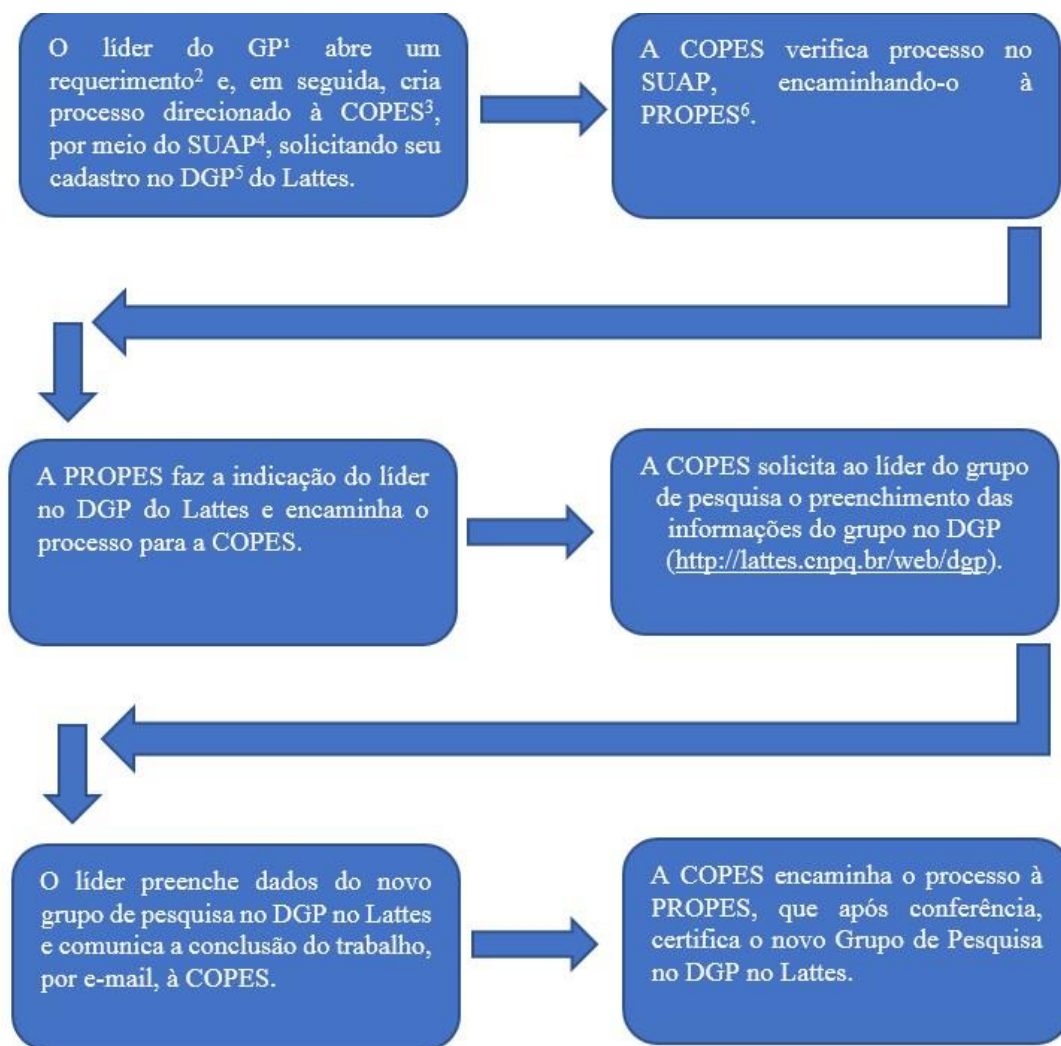 O líder do GP¹ abre um
requerimento² e, em seguida, cria
processo direcionado à COPES³,
por meio do SUAP⁴, solicitando seu
cadastro no DGP⁵ do Lattes.
A COPES verifica processo no
SUAP, encaminhando-o à
PROPES⁶.
A PROPES faz a indicação do líder
no DGP do Lattes e encaminha o
processo para a COPES.
A COPES solicita ao líder do grupo
de pesquisa o preenchimento das
informações do grupo no DGP
(http://lattes.cnpq.br/web/dgp).
O líder preenche dados do novo
grupo de pesquisa no DGP no Lattes
e comunica a conclusão do trabalho,
por e-mail, à COPES.
A COPES encaminha o processo à
PROPES, que após conferência,
certifica o novo Grupo de Pesquisa
no DGP no Lattes.